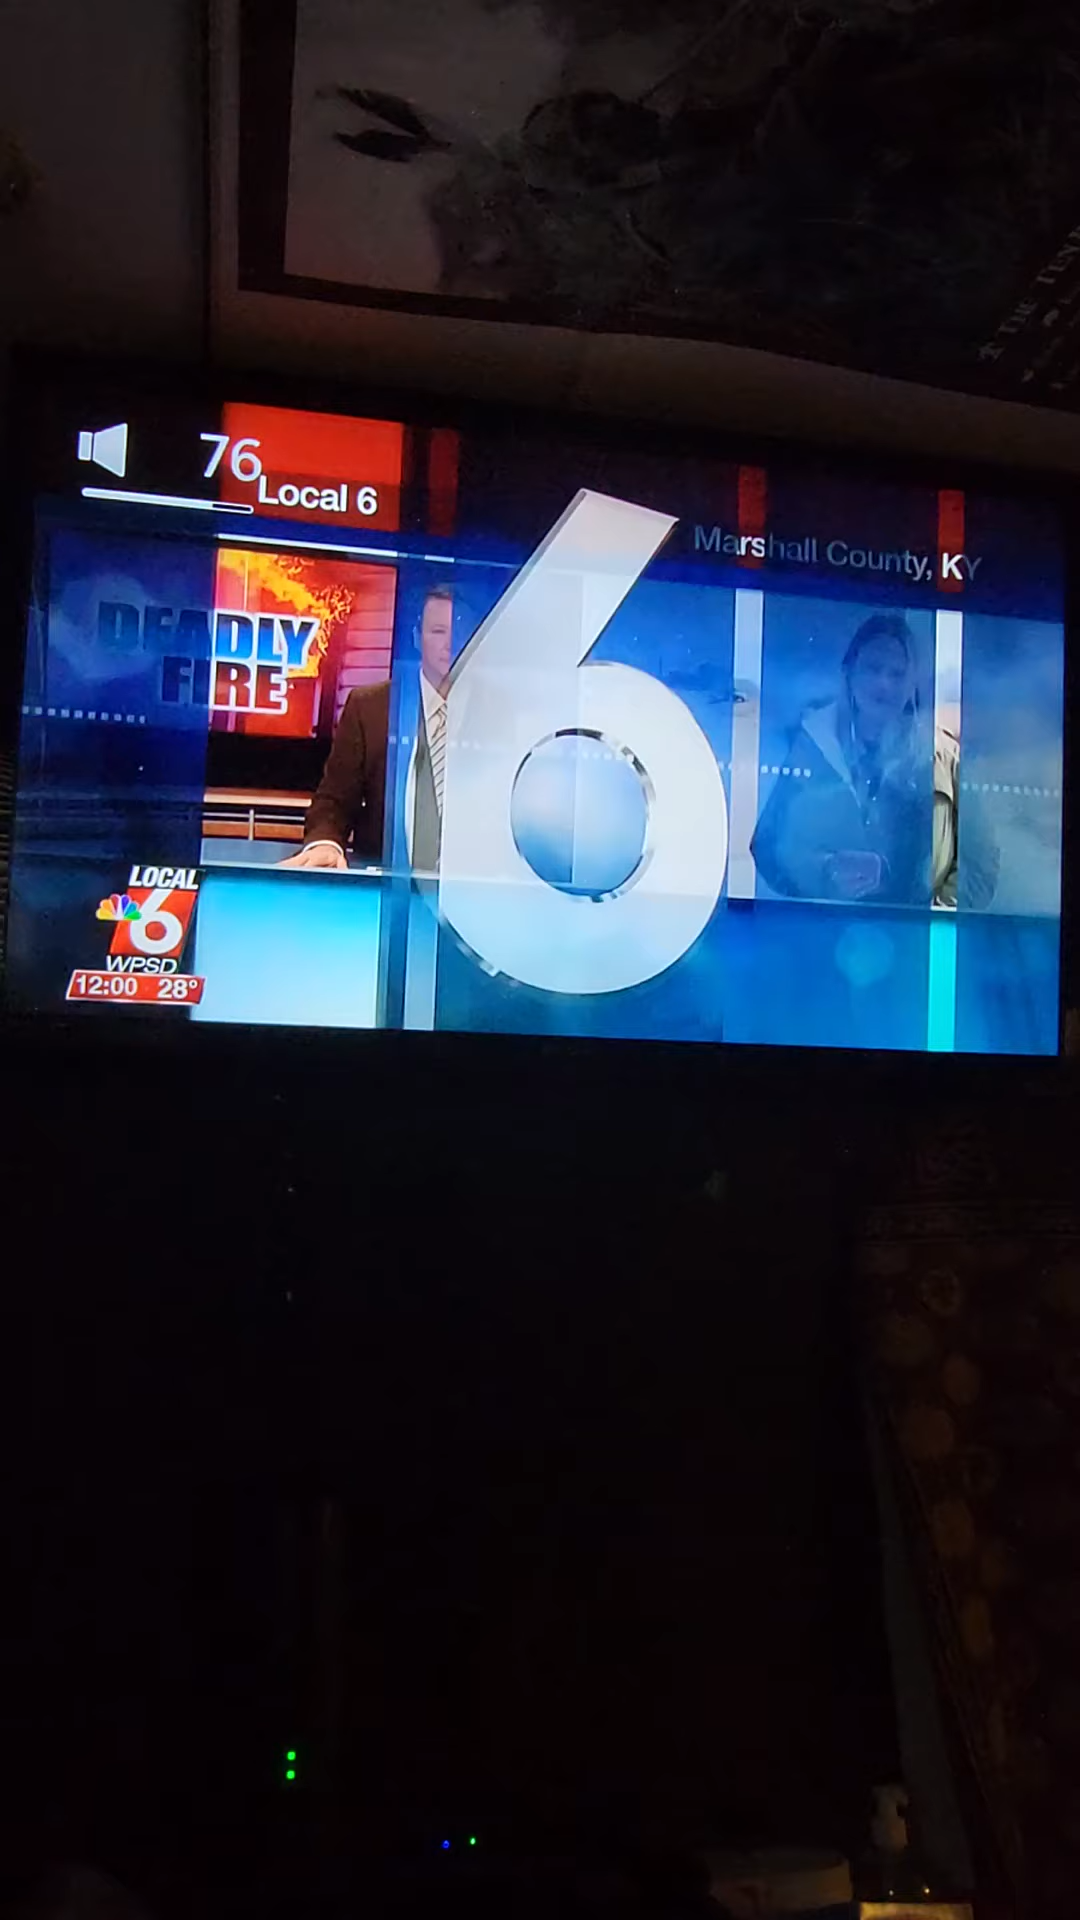 76
Local 6
Marshall County, KY
DEADLY
FIRE
6
LOCAL
6
WPSD
12:00 28°